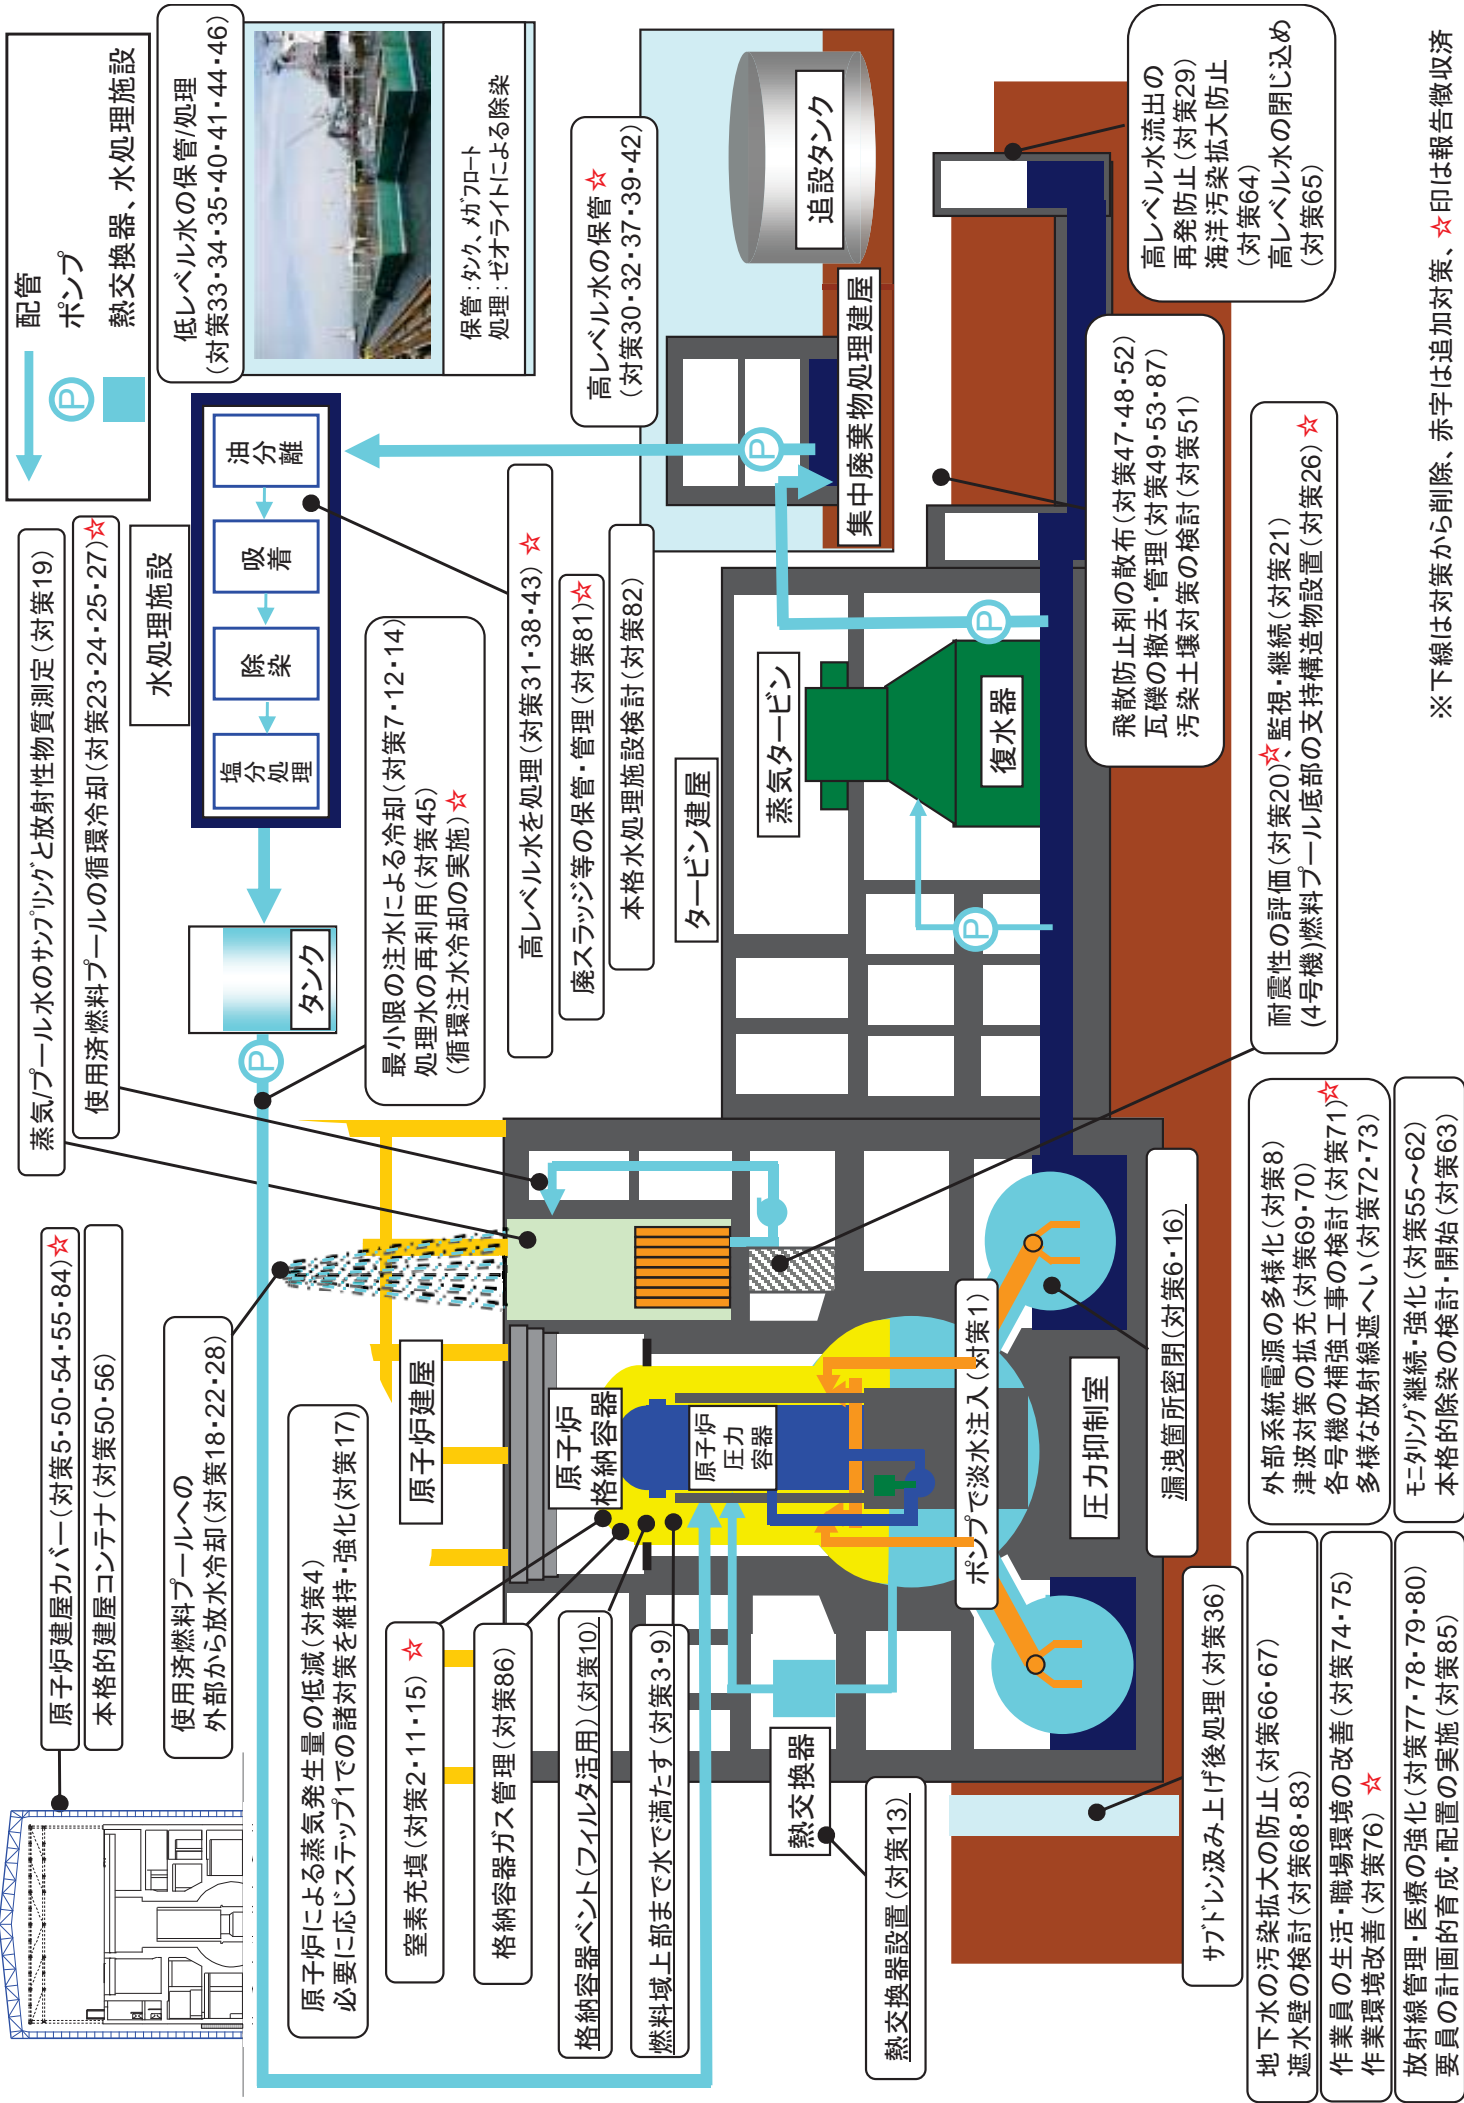 配管
ポンプ
熱交換器、水処理施設
P
低レベル水の保管/処理
(対策33・34・35・40・41・44・46)
保管：タンク、メガフロート
処理：ゼオライトによる除染
蒸気/プール水のサンプリングと放射性物質測定(対策19)
使用済燃料プールの循環冷却(対策23・24・25・27)☆
水処理施設
油分離
吸着
除染
塩分処理
タンク
P
最小限の注水による冷却(対策7・12・14)
処理水の再利用(対策45)
(循環注水冷却の実施)☆
高レベル水を処理(対策31・38・43)☆
廃スラッジ等の保管・管理(対策81)☆
本格水処理施設検討(対策82)
高レベル水の保管☆
(対策30・32・37・39・42)
追設タンク
集中廃棄物処理建屋
P
原子炉建屋カバー(対策5・50・54・55・84)☆
本格的建屋コンテナ(対策50・56)
使用済燃料プールへの
外部から放水冷却(対策18・22・28)
原子炉による蒸気発生量の低減(対策4)
必要に応じステップ1での諸対策を維持・強化(対策17)
窒素充填(対策2・11・15)☆
格納容器ガス管理(対策86)
格納容器ベント(フィルタ活用)(対策10)
燃料域上部まで水で満たす(対策3・9)
原子炉建屋
原子炉
格納容器
原子炉
圧力
容器
熱交換器
熱交換器設置(対策13)
ポンプで淡水注入(対策1)
圧力抑制室
漏洩箇所密閉(対策6・16)
タービン建屋
蒸気タービン
復水器
P
P
高レベル水流出の
再発防止(対策29)
海洋汚染拡大防止
(対策64)
高レベル水の閉じ込め
(対策65)
飛散防止剤の散布(対策47・48・52)
瓦礫の撤去・管理(対策49・53・87)
汚染土壌対策の検討(対策51)
耐震性の評価(対策20)☆、監視・継続(対策21)
(4号機)燃料プール底部の支持構造物設置(対策26)☆
サブドレン汲み上げ後処理(対策36)
地下水の汚染拡大の防止(対策66・67)
遮水壁の検討(対策68・83)
作業員の生活・職場環境の改善(対策74・75)
作業環境改善(対策76)☆
放射線管理・医療の強化(対策77・78・79・80)
要員の計画的育成・配置の実施(対策85)
外部系統電源の多様化(対策8)
津波対策の拡充(対策69・70)
各号機の補強工事の検討(対策71)☆
多様な放射線遮へい(対策72・73)
モニタリング継続・強化(対策55～62)
本格的除染の検討・開始(対策63)
※下線は対策から削除、赤字は追加対策、☆印は報告徴収済